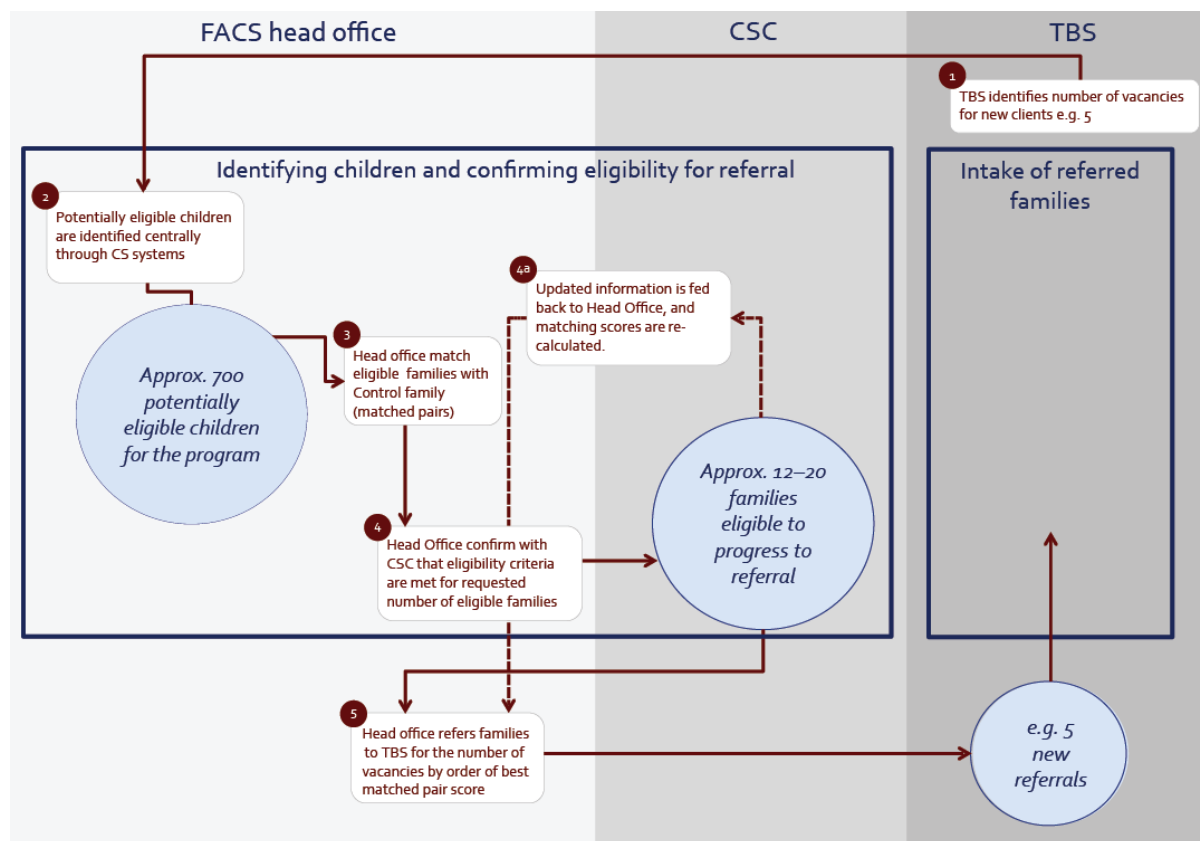 FACS head office
CSC
TBS
1
TBS identifies number of vacancies
for new clients e.g. 5
Identifying children and confirming eligibility for referral
Intake of referred
families
2
Potentially eligible children
are identified centrally
through CS systems
4a
Updated information is fed
back to Head Office, and
matching scores are re-
calculated.
3
Head office match
eligible families with
Control family
(matched pairs)
Approx. 700
potentially
eligible children
for the program
Approx. 12–20
families
eligible to
progress to
referral
4
Head Office confirm with
CSC that eligibility criteria
are met for requested
number of eligible families
5
Head office refers families
to TBS for the number of
vacancies by order of best
matched pair score
e.g. 5
new
referrals